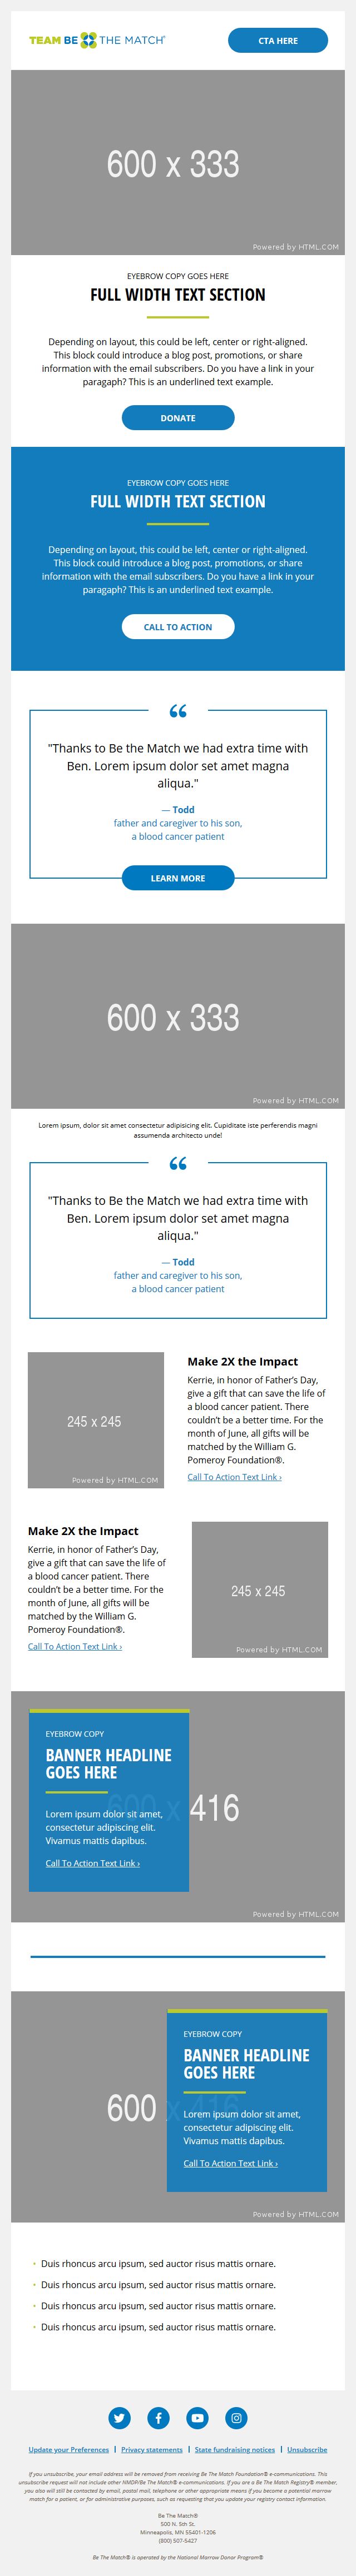 TEAM BE THE MATCH®
CTA HERE
600 x 333
Powered by HTML.COM
EYEBROW COPY GOES HERE
FULL WIDTH TEXT SECTION
Depending on layout, this could be left, center or right-aligned.
This block could introduce a blog post, promotions, or share
information with the email subscribers. Do you have a link in your
paragaph? This is an underlined text example.
DONATE
EYEBROW COPY GOES HERE
FULL WIDTH TEXT SECTION
Depending on layout, this could be left, center or right-aligned.
This block could introduce a blog post, promotions, or share
information with the email subscribers. Do you have a link in your
paragaph? This is an underlined text example.
CALL TO ACTION
“
"Thanks to Be the Match we had extra time with
Ben. Lorem ipsum dolor set amet magna
aliqua."
— Todd
father and caregiver to his son,
a blood cancer patient
LEARN MORE
600 x 333
Powered by HTML.COM
Lorem ipsum, dolor sit amet consectetur adipisicing elit. Cupiditate iste perferendis magni
assumenda architecto unde!
“
"Thanks to Be the Match we had extra time with
Ben. Lorem ipsum dolor set amet magna
aliqua."
— Todd
father and caregiver to his son,
a blood cancer patient
245 x 245
Powered by HTML.COM
Make 2X the Impact
Kerrie, in honor of Father’s Day,
give a gift that can save the life of
a blood cancer patient. There
couldn’t be a better time. For the
month of June, all gifts will be
matched by the William G.
Pomeroy Foundation®.
Call To Action Text Link ›
Make 2X the Impact
Kerrie, in honor of Father’s Day,
give a gift that can save the life of
a blood cancer patient. There
couldn’t be a better time. For the
month of June, all gifts will be
matched by the William G.
Pomeroy Foundation®.
Call To Action Text Link ›
245 x 245
Powered by HTML.COM
EYEBROW COPY
BANNER HEADLINE
GOES HERE
Lorem ipsum dolor sit amet,
consectetur adipiscing elit.
Vivamus mattis dapibus.
Call To Action Text Link ›
600 x 416
Powered by HTML.COM
600 x 416
EYEBROW COPY
BANNER HEADLINE
GOES HERE
Lorem ipsum dolor sit amet,
consectetur adipiscing elit.
Vivamus mattis dapibus.
Call To Action Text Link ›
Powered by HTML.COM
• Duis rhoncus arcu ipsum, sed auctor risus mattis ornare.
• Duis rhoncus arcu ipsum, sed auctor risus mattis ornare.
• Duis rhoncus arcu ipsum, sed auctor risus mattis ornare.
• Duis rhoncus arcu ipsum, sed auctor risus mattis ornare.
Update your Preferences | Privacy statements | State fundraising notices | Unsubscribe
If you unsubscribe, your email address will be removed from receiving Be The Match Foundation® e-communications. This
unsubscribe request will not include other NMDP/Be The Match® e-communications. If you are a Be The Match Registry® member,
you also will still be contacted by email, postal mail, telephone or other appropriate means if you become a potential marrow
match for a patient, or for administrative purposes, such as requesting that you update your registry contact information.
Be The Match®
500 N. 5th St.
Minneapolis, MN 55401-1206
(800) 507-5427
Be The Match® is operated by the National Marrow Donor Program®